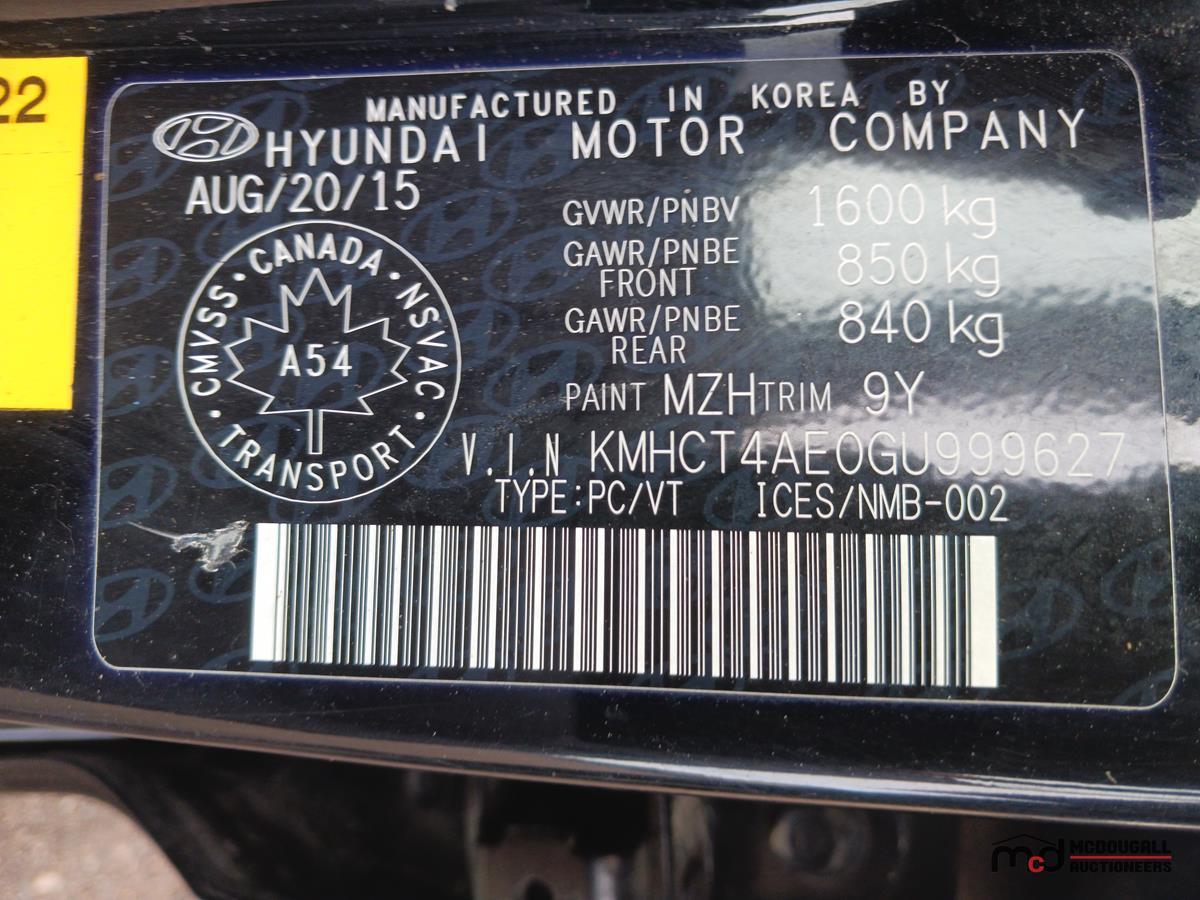 22
MANUFACTURED IN KOREA BY
HYUNDAI MOTOR COMPANY
AUG/20/15
GVWR/PNBV 1600 kg
GAWR/PNBE FRONT 850 kg
GAWR/PNBE REAR 840 kg
PAINT MZH TRIM 9Y
CANADA · NSVAC · TRANSPORT · CMVSS ·
A54
V.I.N KMHCT4AE0GU999627
TYPE:PC/VT ICES/NMB-002
mcd MCDOUGALL
AUCTIONEERS